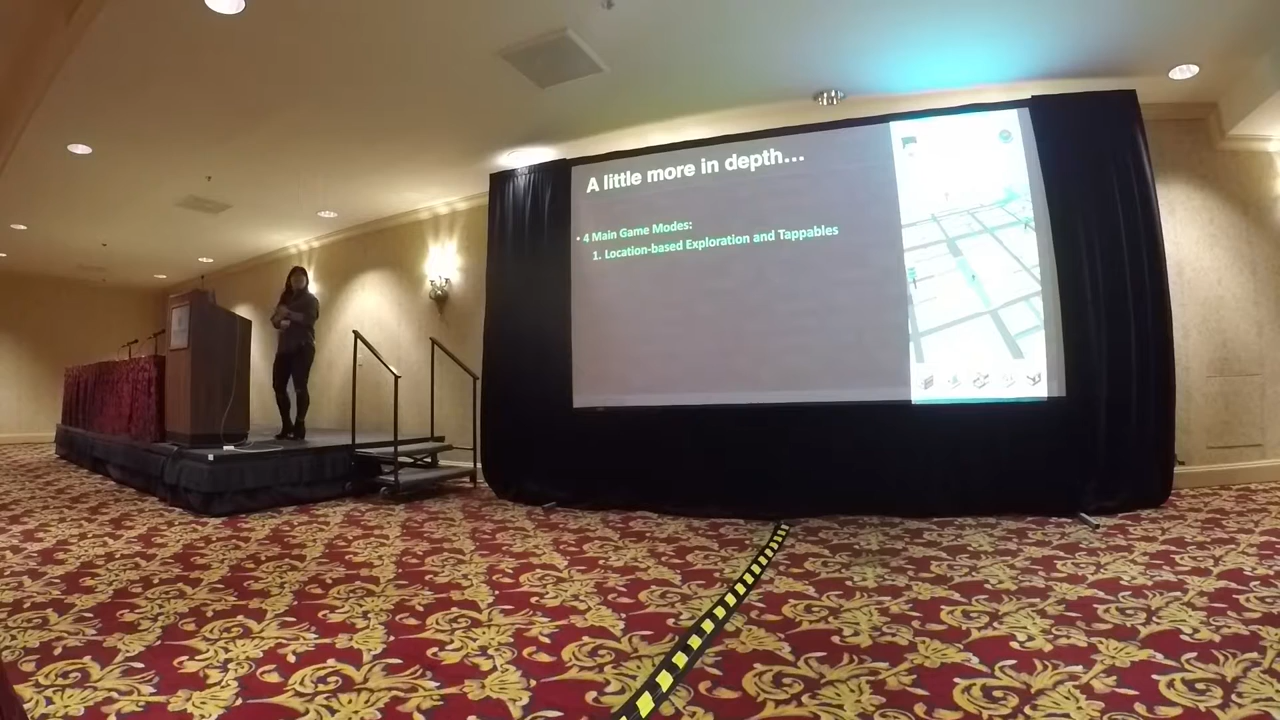 A little more in depth...
• 4 Main Game Modes:
1. Location-based Exploration and Tappables